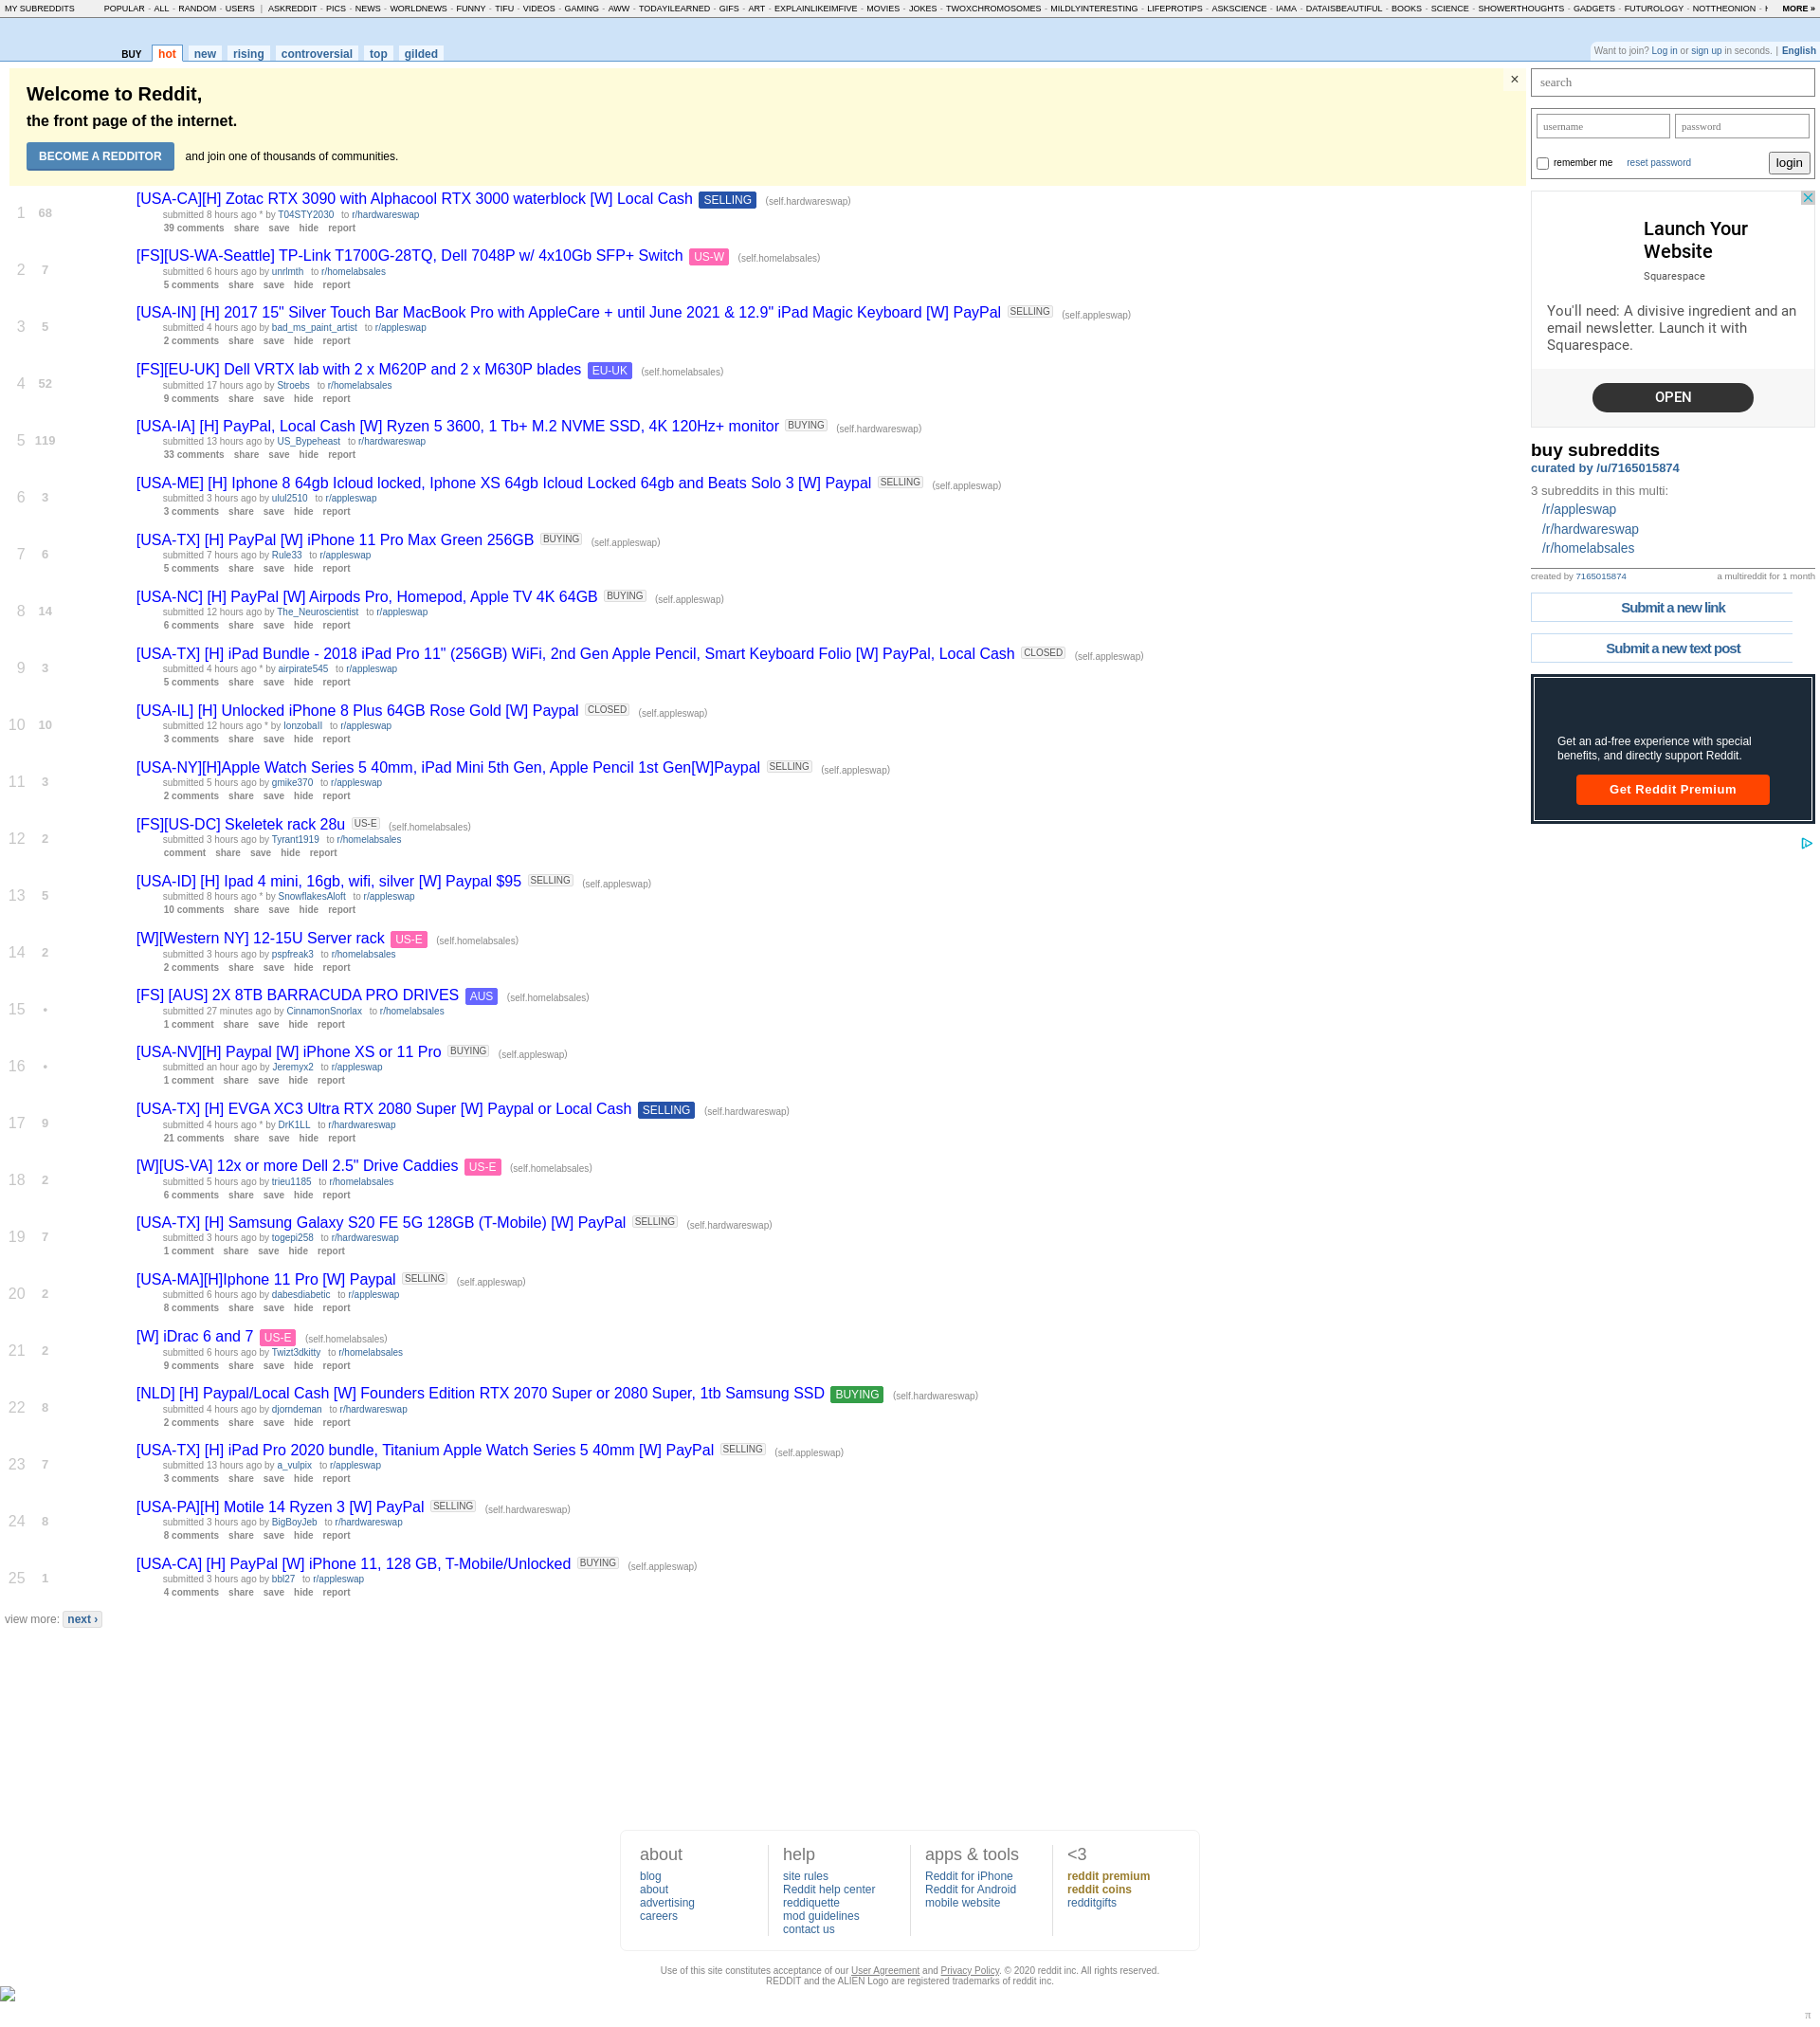 MY SUBREDDITS POPULAR - ALL - RANDOM - USERS | ASKREDDIT - PICS - NEWS - WORLDNEWS - FUNNY - TIFU - VIDEOS - GAMING - AWW - TODAYILEARNED - GIFS - ART - EXPLAINLIKEIMFIVE - MOVIES - JOKES - TWOXCHROMOSOMES - MILDLYINTERESTING - LIFEPROTIPS - ASKSCIENCE - IAMA - DATAISBEAUTIFUL - BOOKS - SCIENCE - SHOWERTHOUGHTS - GADGETS - FUTUROLOGY - NOTTHEONION - MORE »
BUY hot new rising controversial top gilded
Want to join? Log in or sign up in seconds. | English
Welcome to Reddit,
the front page of the internet.
BECOME A REDDITOR and join one of thousands of communities.
×
1 68 [USA-CA][H] Zotac RTX 3090 with Alphacool RTX 3000 waterblock [W] Local Cash SELLING (self.hardwareswap)
submitted 8 hours ago * by T04STY2030 to r/hardwareswap
39 comments share save hide report
2 7 [FS][US-WA-Seattle] TP-Link T1700G-28TQ, Dell 7048P w/ 4x10Gb SFP+ Switch US-W (self.homelabsales)
submitted 6 hours ago by unrlmth to r/homelabsales
5 comments share save hide report
3 5 [USA-IN] [H] 2017 15" Silver Touch Bar MacBook Pro with AppleCare + until June 2021 & 12.9" iPad Magic Keyboard [W] PayPal SELLING (self.appleswap)
submitted 4 hours ago by bad_ms_paint_artist to r/appleswap
2 comments share save hide report
4 52 [FS][EU-UK] Dell VRTX lab with 2 x M620P and 2 x M630P blades EU-UK (self.homelabsales)
submitted 17 hours ago by Stroebs to r/homelabsales
9 comments share save hide report
5 119 [USA-IA] [H] PayPal, Local Cash [W] Ryzen 5 3600, 1 Tb+ M.2 NVME SSD, 4K 120Hz+ monitor BUYING (self.hardwareswap)
submitted 13 hours ago by US_Bypeheast to r/hardwareswap
33 comments share save hide report
6 3 [USA-ME] [H] Iphone 8 64gb Icloud locked, Iphone XS 64gb Icloud Locked 64gb and Beats Solo 3 [W] Paypal SELLING (self.appleswap)
submitted 3 hours ago by ulul2510 to r/appleswap
3 comments share save hide report
7 6 [USA-TX] [H] PayPal [W] iPhone 11 Pro Max Green 256GB BUYING (self.appleswap)
submitted 7 hours ago by Rule33 to r/appleswap
5 comments share save hide report
8 14 [USA-NC] [H] PayPal [W] Airpods Pro, Homepod, Apple TV 4K 64GB BUYING (self.appleswap)
submitted 12 hours ago by The_Neuroscientist to r/appleswap
6 comments share save hide report
9 3 [USA-TX] [H] iPad Bundle - 2018 iPad Pro 11" (256GB) WiFi, 2nd Gen Apple Pencil, Smart Keyboard Folio [W] PayPal, Local Cash CLOSED (self.appleswap)
submitted 4 hours ago * by airpirate545 to r/appleswap
5 comments share save hide report
10 10 [USA-IL] [H] Unlocked iPhone 8 Plus 64GB Rose Gold [W] Paypal CLOSED (self.appleswap)
submitted 12 hours ago * by lonzoball to r/appleswap
3 comments share save hide report
11 3 [USA-NY][H]Apple Watch Series 5 40mm, iPad Mini 5th Gen, Apple Pencil 1st Gen[W]Paypal SELLING (self.appleswap)
submitted 5 hours ago by gmike370 to r/appleswap
2 comments share save hide report
12 2 [FS][US-DC] Skeletek rack 28u US-E (self.homelabsales)
submitted 3 hours ago by Tyrant1919 to r/homelabsales
comment share save hide report
13 5 [USA-ID] [H] Ipad 4 mini, 16gb, wifi, silver [W] Paypal $95 SELLING (self.appleswap)
submitted 8 hours ago * by SnowflakesAloft to r/appleswap
10 comments share save hide report
14 2 [W][Western NY] 12-15U Server rack US-E (self.homelabsales)
submitted 3 hours ago by pspfreak3 to r/homelabsales
2 comments share save hide report
15 • [FS] [AUS] 2X 8TB BARRACUDA PRO DRIVES AUS (self.homelabsales)
submitted 27 minutes ago by CinnamonSnorlax to r/homelabsales
1 comment share save hide report
16 • [USA-NV][H] Paypal [W] iPhone XS or 11 Pro BUYING (self.appleswap)
submitted an hour ago by Jeremyx2 to r/appleswap
1 comment share save hide report
17 9 [USA-TX] [H] EVGA XC3 Ultra RTX 2080 Super [W] Paypal or Local Cash SELLING (self.hardwareswap)
submitted 4 hours ago * by DrK1LL to r/hardwareswap
21 comments share save hide report
18 2 [W][US-VA] 12x or more Dell 2.5" Drive Caddies US-E (self.homelabsales)
submitted 5 hours ago by trieu1185 to r/homelabsales
6 comments share save hide report
19 7 [USA-TX] [H] Samsung Galaxy S20 FE 5G 128GB (T-Mobile) [W] PayPal SELLING (self.hardwareswap)
submitted 3 hours ago by togepi258 to r/hardwareswap
1 comment share save hide report
20 2 [USA-MA][H]Iphone 11 Pro [W] Paypal SELLING (self.appleswap)
submitted 6 hours ago by dabesdiabetic to r/appleswap
8 comments share save hide report
21 2 [W] iDrac 6 and 7 US-E (self.homelabsales)
submitted 6 hours ago by Twizt3dkitty to r/homelabsales
9 comments share save hide report
22 8 [NLD] [H] Paypal/Local Cash [W] Founders Edition RTX 2070 Super or 2080 Super, 1tb Samsung SSD BUYING (self.hardwareswap)
submitted 4 hours ago by djorndeman to r/hardwareswap
2 comments share save hide report
23 7 [USA-TX] [H] iPad Pro 2020 bundle, Titanium Apple Watch Series 5 40mm [W] PayPal SELLING (self.appleswap)
submitted 13 hours ago by a_vulpix to r/appleswap
3 comments share save hide report
24 8 [USA-PA][H] Motile 14 Ryzen 3 [W] PayPal SELLING (self.hardwareswap)
submitted 3 hours ago by BigBoyJeb to r/hardwareswap
8 comments share save hide report
25 1 [USA-CA] [H] PayPal [W] iPhone 11, 128 GB, T-Mobile/Unlocked BUYING (self.appleswap)
submitted 3 hours ago by bbl27 to r/appleswap
4 comments share save hide report
view more: next ›
search
username password
remember me reset password login
Launch Your
Website
Squarespace
You'll need: A divisive ingredient and an
email newsletter. Launch it with
Squarespace.
OPEN
buy subreddits
curated by /u/7165015874
3 subreddits in this multi:
/r/appleswap
/r/hardwareswap
/r/homelabsales
created by 7165015874 a multireddit for 1 month
Submit a new link
Submit a new text post
Get an ad-free experience with special
benefits, and directly support Reddit.
Get Reddit Premium
about
blog
about
advertising
careers
help
site rules
Reddit help center
reddiquette
mod guidelines
contact us
apps & tools
Reddit for iPhone
Reddit for Android
mobile website
<3
reddit premium
reddit coins
redditgifts
Use of this site constitutes acceptance of our User Agreement and Privacy Policy. © 2020 reddit inc. All rights reserved.
REDDIT and the ALIEN Logo are registered trademarks of reddit inc.
π